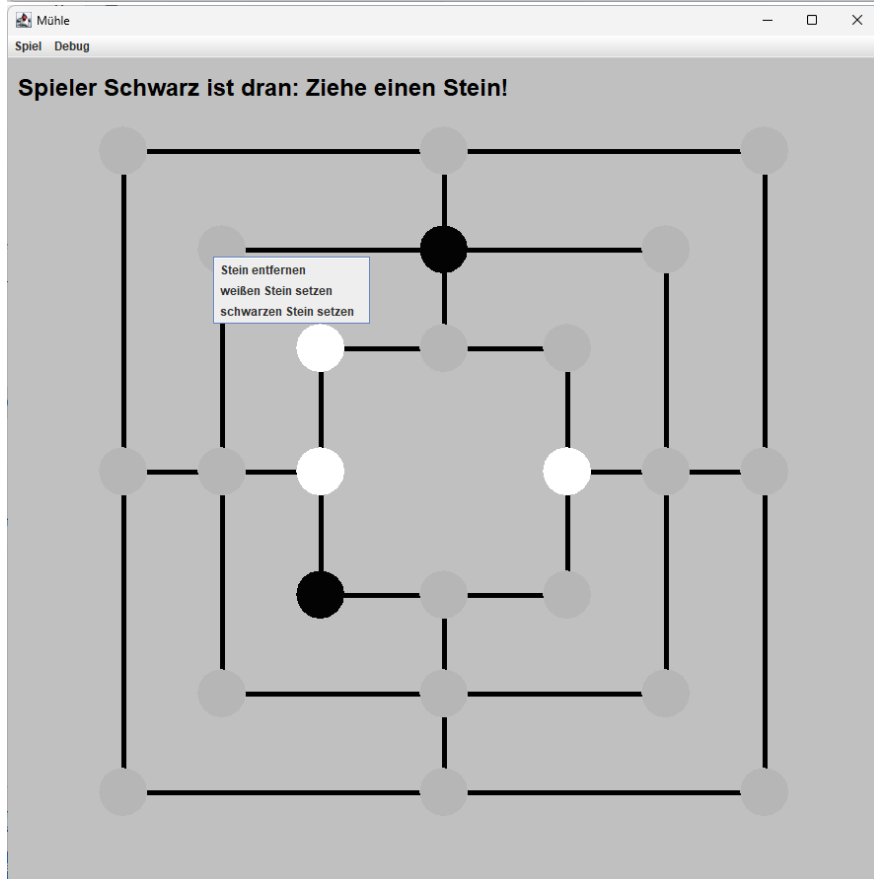 Mühle
Spiel Debug
Spieler Schwarz ist dran: Ziehe einen Stein!
Stein entfernen
weißen Stein setzen
schwarzen Stein setzen